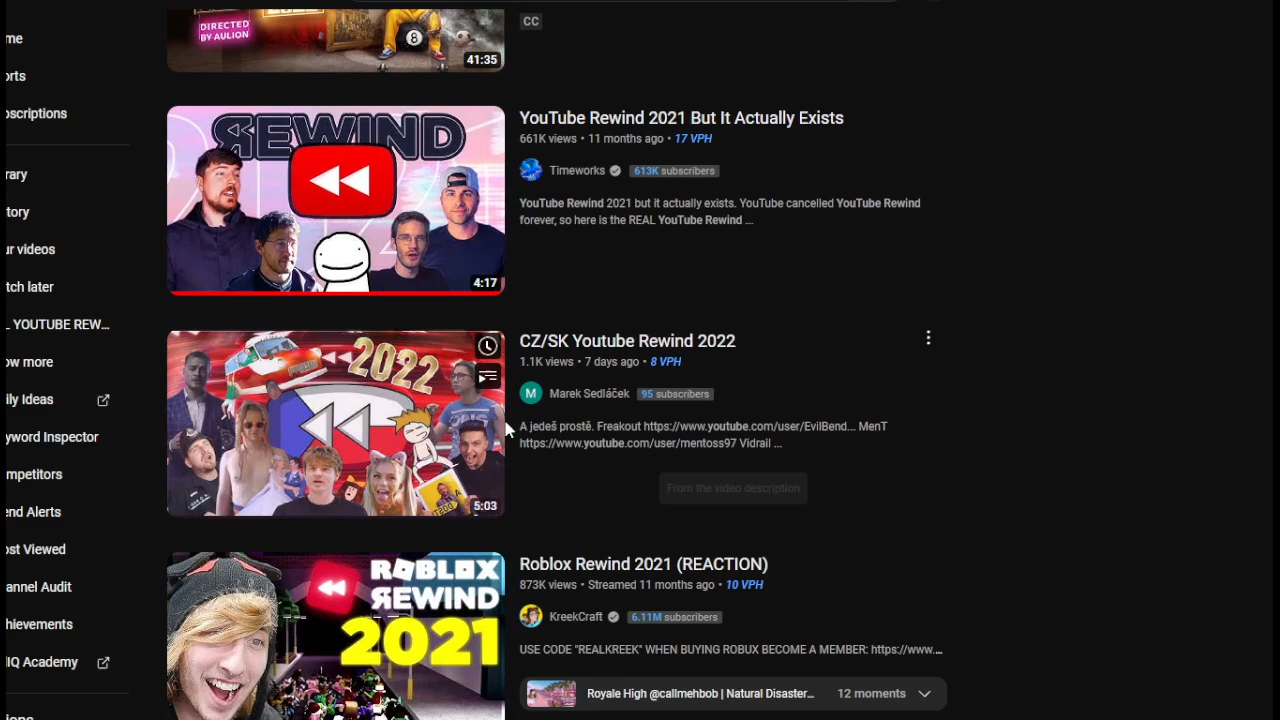 DIRECTED
BY AULION
8
41:35
CC
me
orts
bscriptions
rary
tory
ur videos
tch later
L YOUTUBE REW...
ow more
ily Ideas
yword Inspector
mpetitors
end Alerts
ost Viewed
annel Audit
hievements
IQ Academy
ions
REWIND
4:17
YouTube Rewind 2021 But It Actually Exists
661K views • 11 months ago • 17 VPH
Timeworks 613K subscribers
YouTube Rewind 2021 but it actually exists. YouTube cancelled YouTube Rewind
forever, so here is the REAL YouTube Rewind ...
2022
5:03
CZ/SK Youtube Rewind 2022
1.1K views • 7 days ago • 8 VPH
M Marek Sedláček 95 subscribers
A jedeš prostě. Freakout https://www.youtube.com/user/EvilBend... MenT
https://www.youtube.com/user/mentoss97 Vidrail ...
From the video description
ROBLOX
REWIND
2021
Roblox Rewind 2021 (REACTION)
873K views • Streamed 11 months ago • 10 VPH
KreekCraft 6.11M subscribers
USE CODE "REALKREEK" WHEN BUYING ROBUX BECOME A MEMBER: https://www...
Royale High @callmehbob | Natural Disaster... 12 moments